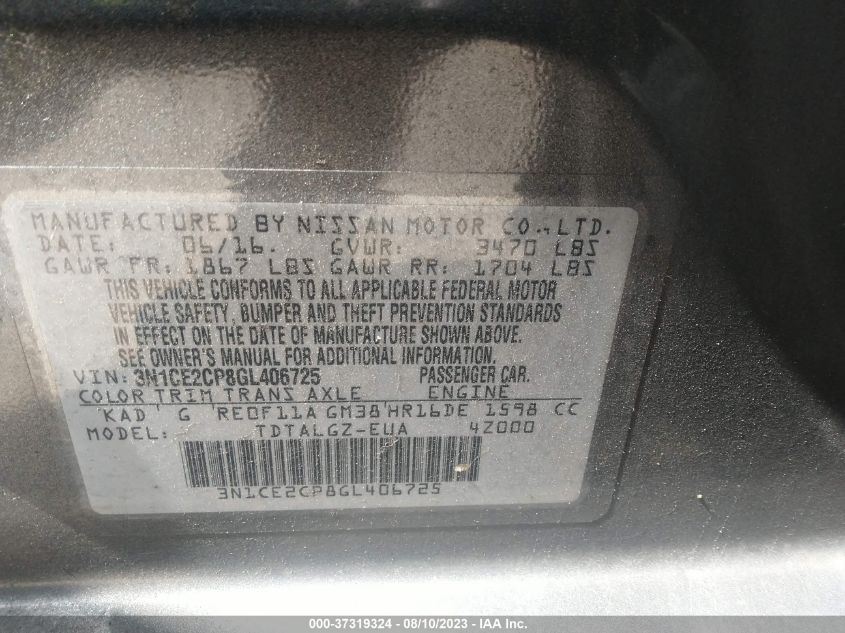 MANUFACTURED BY NISSAN MOTOR CO., LTD.
DATE: 06/16. GVWR: 3470 LBS
GAWR FR: 1867 LBS GAWR RR: 1704 LBS
THIS VEHICLE CONFORMS TO ALL APPLICABLE FEDERAL MOTOR
VEHICLE SAFETY, BUMPER AND THEFT PREVENTION STANDARDS
IN EFFECT ON THE DATE OF MANUFACTURE SHOWN ABOVE.
SEE OWNER'S MANUAL FOR ADDITIONAL INFORMATION.
VIN: 3N1CE2CP8GL406725 PASSENGER CAR.
COLOR TRIM TRANS AXLE ENGINE
KAD G RE0F11A GM38 HR16DE 1598 CC
MODEL: TDTALGZ-EUA 4Z000
3N1CE2CP8GL406725
000-37319324 - 08/10/2023 - IAA Inc.